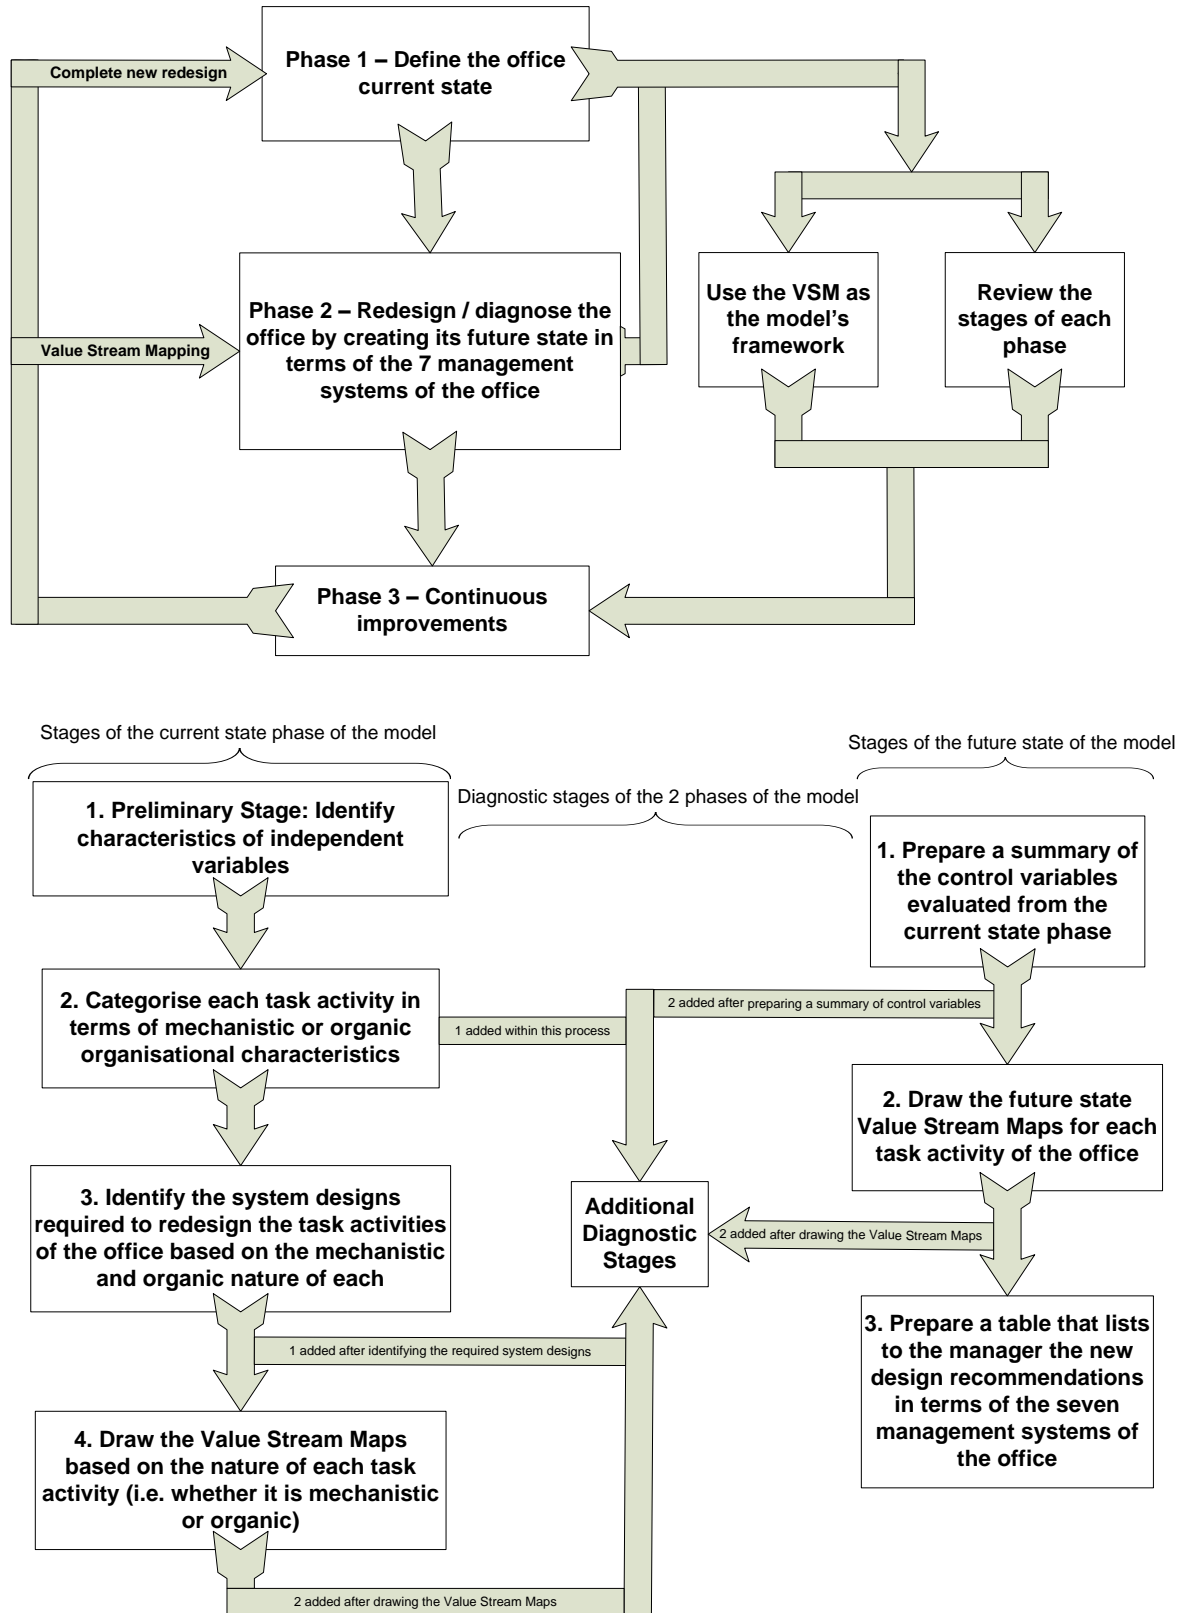 Phase 1 – Define the office
current state
Complete new redesign
Use the VSM as
the model's
framework
Review the
stages of each
phase
Phase 2 – Redesign / diagnose the
office by creating its future state in
terms of the 7 management
systems of the office
Value Stream Mapping
Phase 3 – Continuous
improvements
Stages of the current state phase of the model
Stages of the future state of the model
Diagnostic stages of the 2 phases of the model
1. Preliminary Stage: Identify
characteristics of independent
variables
1. Prepare a summary of
the control variables
evaluated from the
current state phase
2. Categorise each task activity in
terms of mechanistic or organic
organisational characteristics
1 added within this process
2 added after preparing a summary of control variables
2. Draw the future state
Value Stream Maps for each
task activity of the office
3. Identify the system designs
required to redesign the task activities
of the office based on the mechanistic
and organic nature of each
Additional
Diagnostic
Stages
2 added after drawing the Value Stream Maps
1 added after identifying the required system designs
3. Prepare a table that lists
to the manager the new
design recommendations
in terms of the seven
management systems of
the office
4. Draw the Value Stream Maps
based on the nature of each task
activity (i.e. whether it is mechanistic
or organic)
2 added after drawing the Value Stream Maps